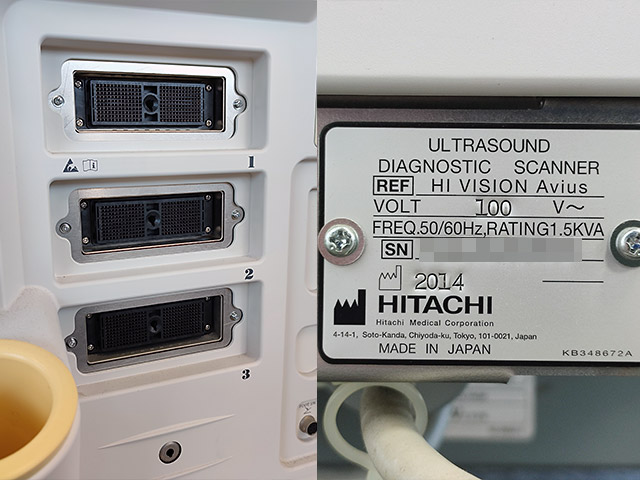 1
2
3
ULTRASOUND
DIAGNOSTIC SCANNER
REF HI VISION Avius
VOLT 100 V～
FREQ.50/60Hz,RATING1.5KVA
SN
2014
HITACHI
Hitachi Medical Corporation
4-14-1, Soto-Kanda, Chiyoda-ku, Tokyo, 101-0021, Japan
MADE IN JAPAN
KB348672A